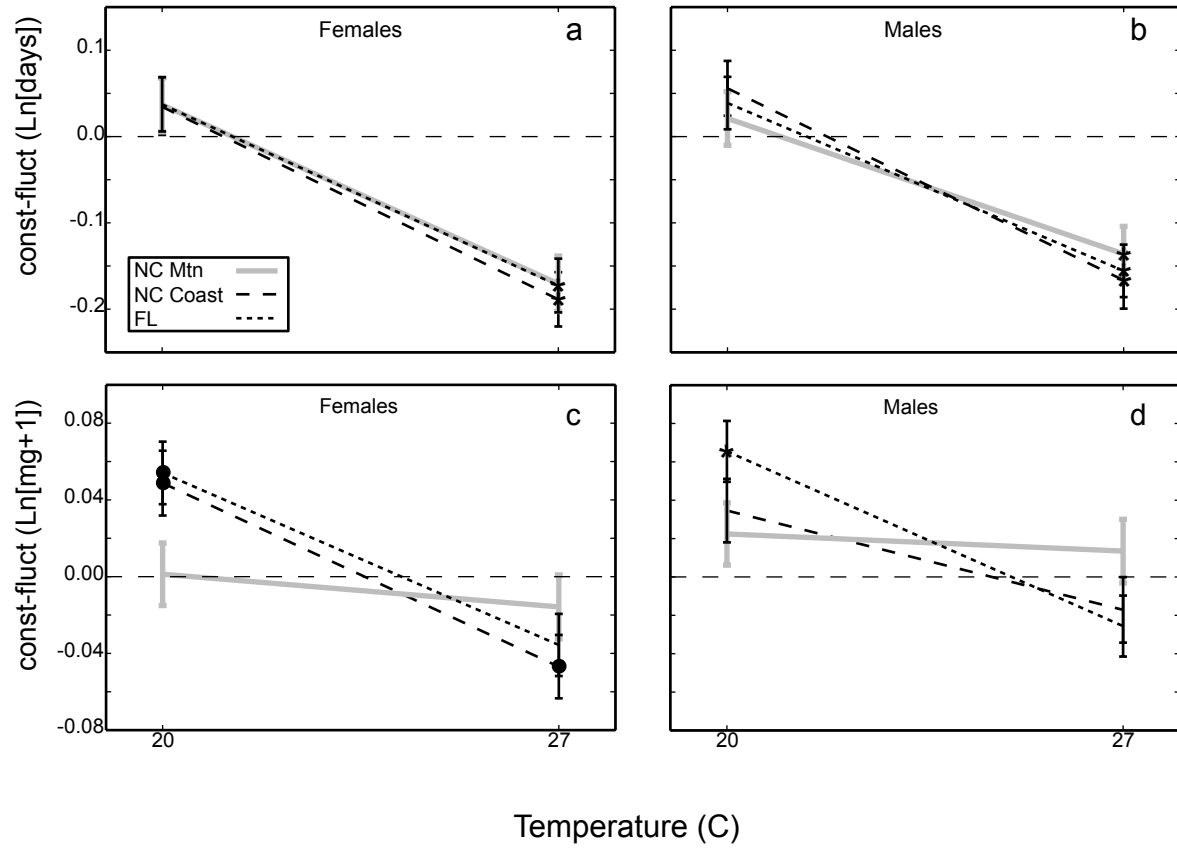 Females a
Males b
const-fluct (Ln[days])
0.1
0.0
-0.1
-0.2
NC Mtn
NC Coast
FL
Females c
Males d
const-fluct (Ln[mg+1])
0.08
0.04
0.00
-0.04
-0.08
20 27
20 27
Temperature (C)